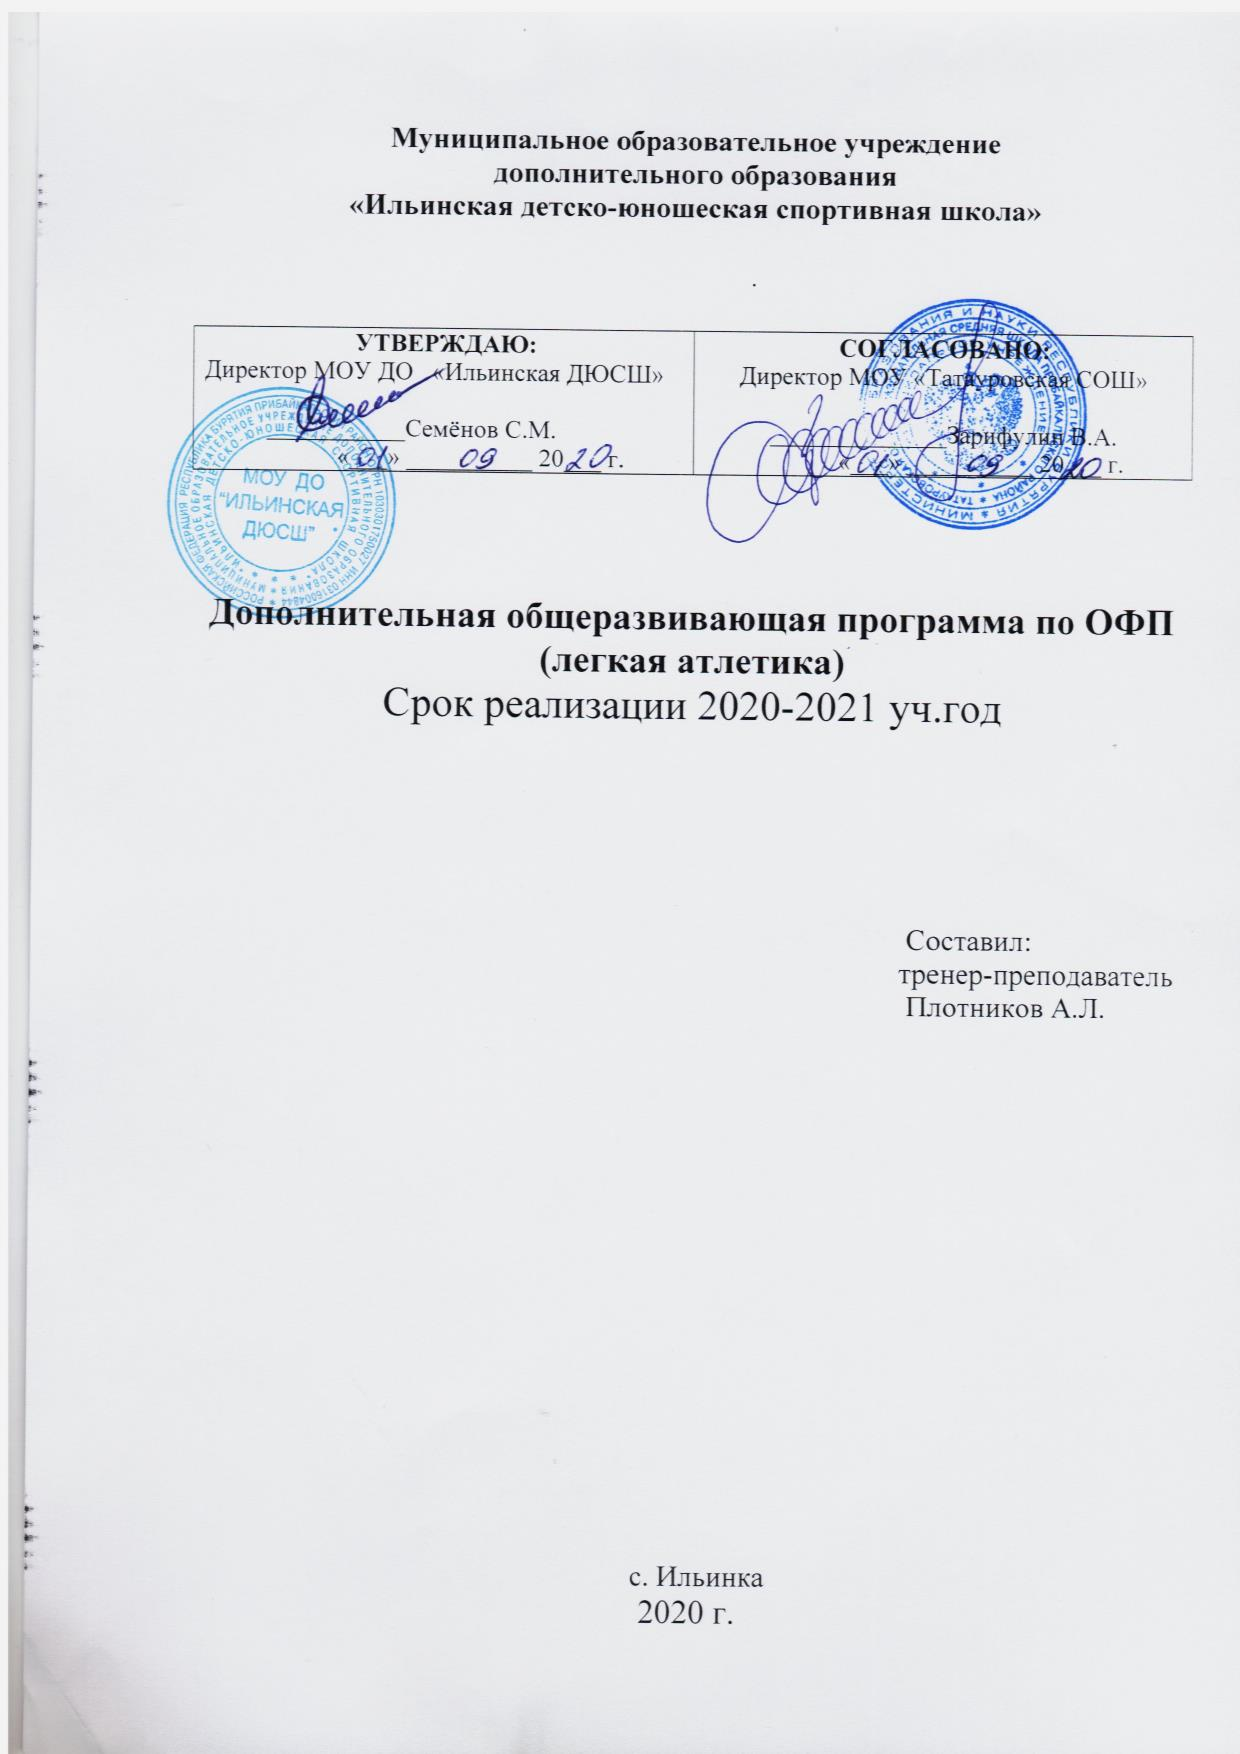 Муниципальное образовательное учреждение
дополнительного образования
«Ильинская детско-юношеская спортивная школа»
УТВЕРЖДАЮ:
Директор МОУ ДО «Ильинская ДЮСШ»
Семёнов С.М.
«01» 09 2020г.
СОГЛАСОВАНО:
Директор МОУ «Татауровская СОШ»
Зарифулин В.А.
«01» 09 2020 г.
МОУ ДО
“ИЛЬИНСКАЯ
ДЮСШ”
Дополнительная общеразвивающая программа по ОФП
(легкая атлетика)
Срок реализации 2020-2021 уч.год
Составил:
тренер-преподаватель
Плотников А.Л.
с. Ильинка
2020 г.